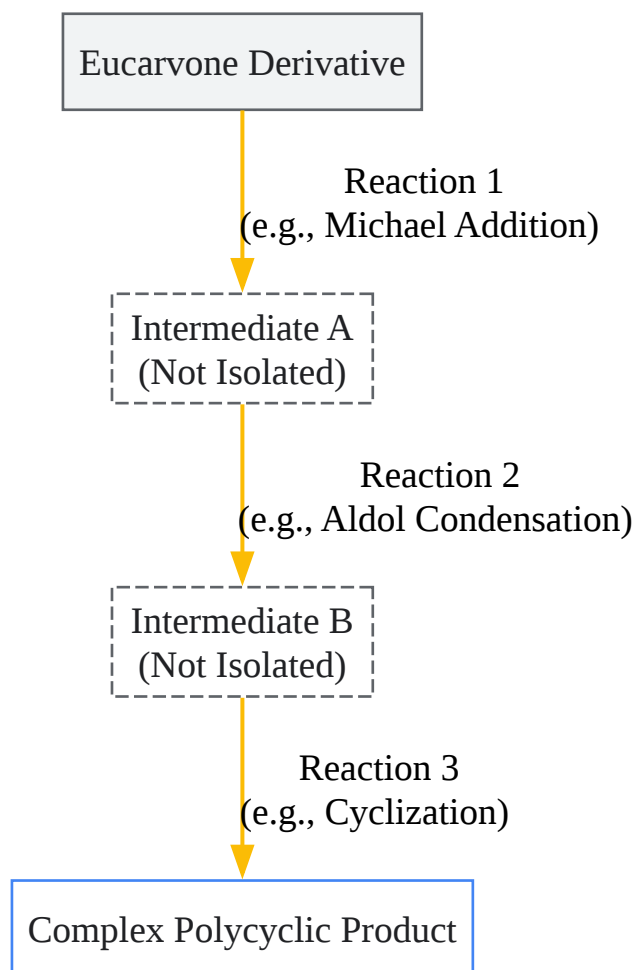 Eucarvone Derivative
Reaction 1
(e.g., Michael Addition)
Intermediate A
(Not Isolated)
Reaction 2
(e.g., Aldol Condensation)
Intermediate B
(Not Isolated)
Reaction 3
(e.g., Cyclization)
Complex Polycyclic Product